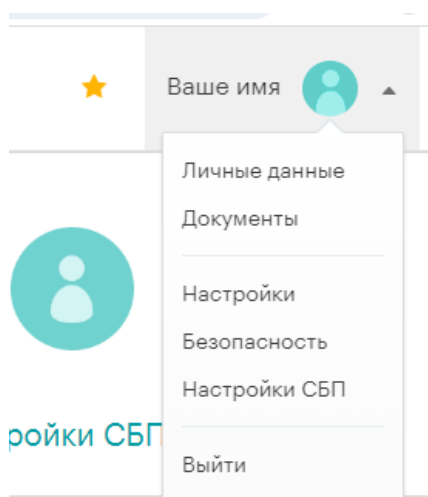 Ваше имя
Личные данные
Документы
Настройки
Безопасность
Настройки СБП
ройки СБП
Выйти